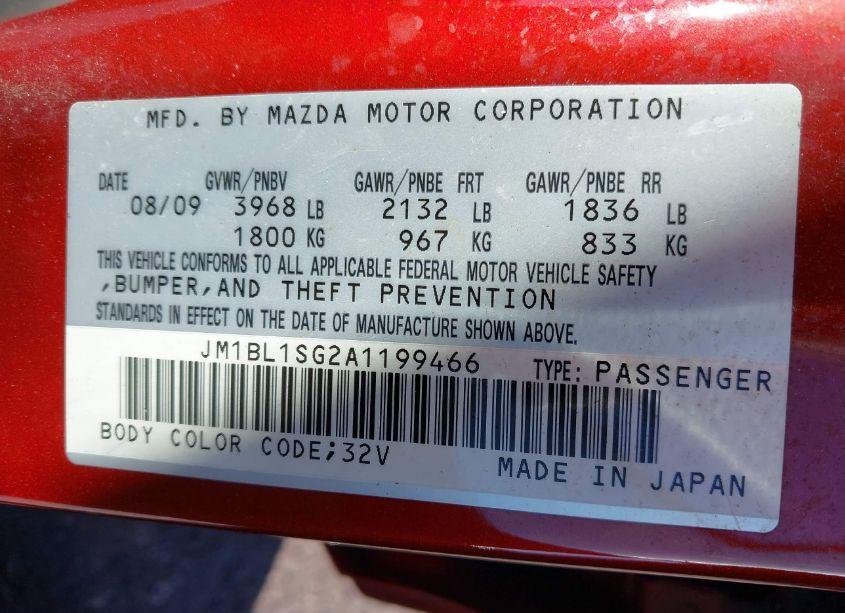 MFD. BY MAZDA MOTOR CORPORATION
DATE GVWR/PNBV GAWR/PNBE FRT GAWR/PNBE RR
08/09 3968 LB 2132 LB 1836 LB
1800 KG 967 KG 833 KG
THIS VEHICLE CONFORMS TO ALL APPLICABLE FEDERAL MOTOR VEHICLE SAFETY
,BUMPER,AND THEFT PREVENTION
STANDARDS IN EFFECT ON THE DATE OF MANUFACTURE SHOWN ABOVE.
JM1BL1SG2A1199466 TYPE: PASSENGER
BODY COLOR CODE;32V
MADE IN JAPAN